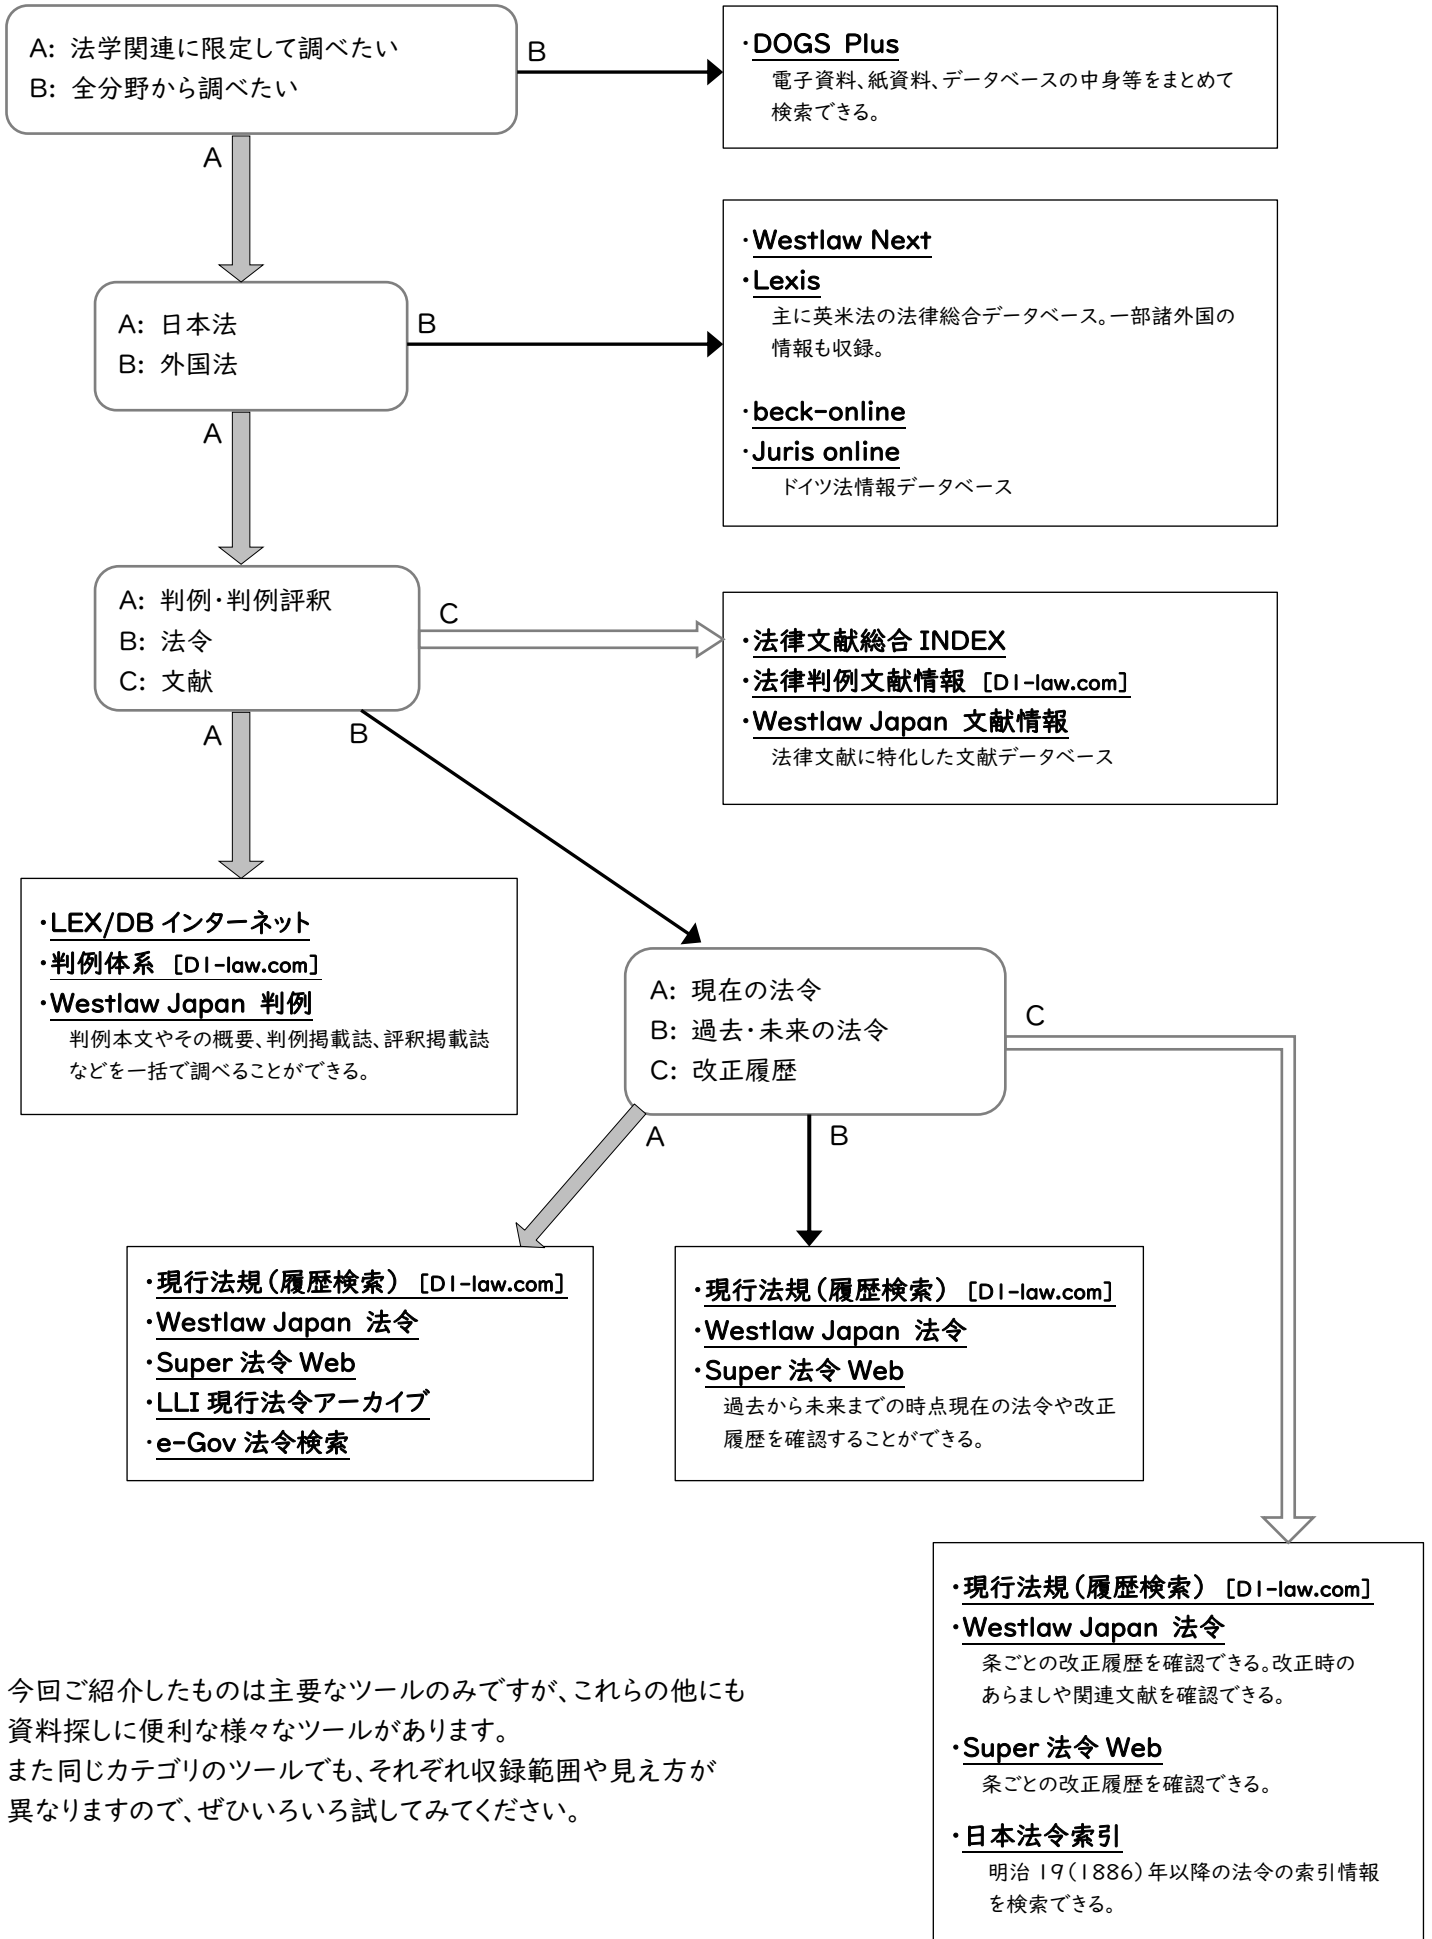 A: 法学関連に限定して調べたい
B: 全分野から調べたい
B
・DOGS Plus
電子資料、紙資料、データベースの中身等をまとめて
検索できる。
A
・Westlaw Next
・Lexis
主に英米法の法律総合データベース。一部諸外国の
情報も収録。
・beck-online
・Juris online
ドイツ法情報データベース
A: 日本法
B: 外国法
B
A
A: 判例・判例評釈
B: 法令
C: 文献
C
・法律文献総合 INDEX
・法律判例文献情報 [D1-law.com]
・Westlaw Japan 文献情報
法律文献に特化した文献データベース
A
B
・LEX/DB インターネット
・判例体系 [D1-law.com]
・Westlaw Japan 判例
判例本文やその概要、判例掲載誌、評釈掲載誌
などを一括で調べることができる。
A: 現在の法令
B: 過去・未来の法令
C: 改正履歴
C
A
B
・現行法規（履歴検索） [D1-law.com]
・Westlaw Japan 法令
・Super 法令 Web
・LLI 現行法令アーカイブ
・e-Gov 法令検索
・現行法規（履歴検索） [D1-law.com]
・Westlaw Japan 法令
・Super 法令 Web
過去から未来までの時点現在の法令や改正
履歴を確認することができる。
・現行法規（履歴検索） [D1-law.com]
・Westlaw Japan 法令
条ごとの改正履歴を確認できる。改正時の
あらましや関連文献を確認できる。
・Super 法令 Web
条ごとの改正履歴を確認できる。
・日本法令索引
明治 19（1886）年以降の法令の索引情報
を検索できる。
今回ご紹介したものは主要なツールのみですが、これらの他にも
資料探しに便利な様々なツールがあります。
また同じカテゴリのツールでも、それぞれ収録範囲や見え方が
異なりますので、ぜひいろいろ試してみてください。